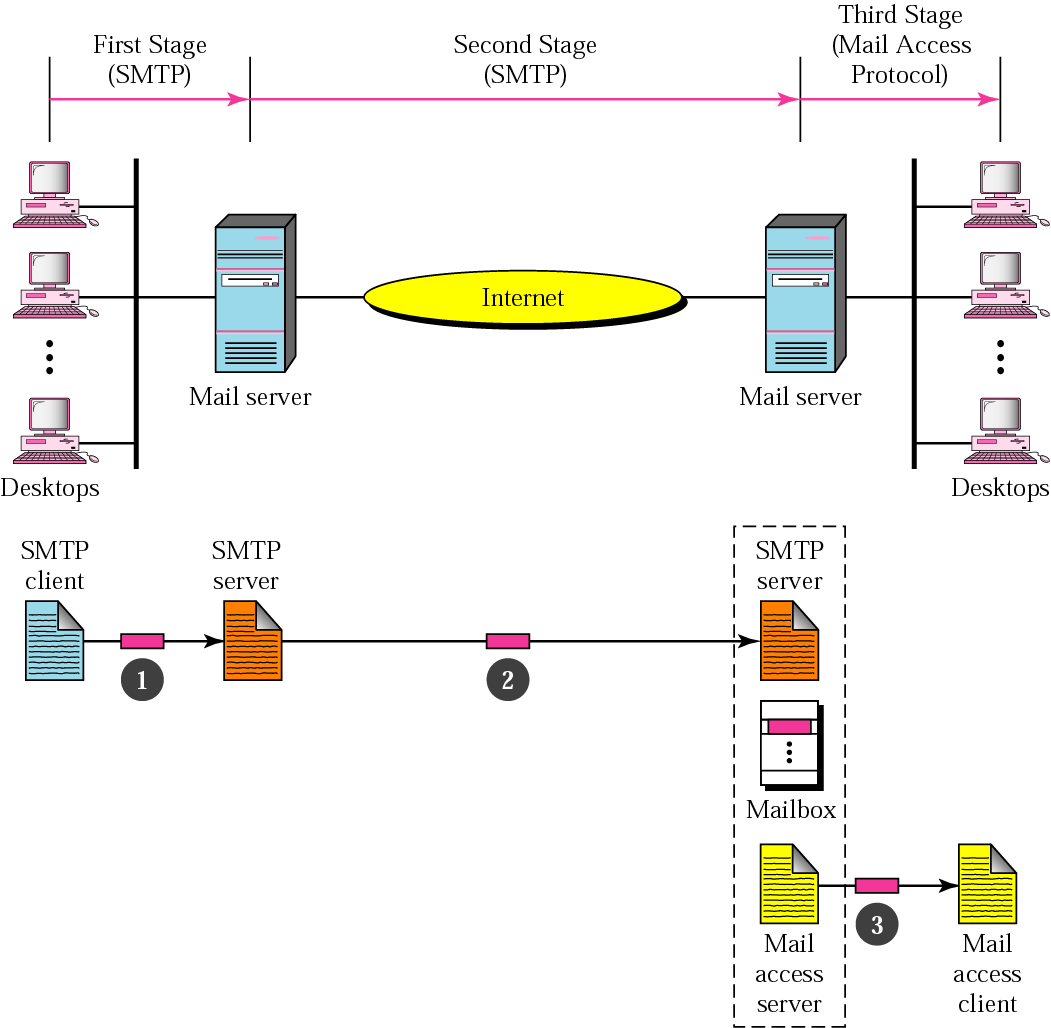 First Stage
(SMTP)
Second Stage
(SMTP)
Third Stage
(Mail Access
Protocol)
Internet
Mail server
Mail server
Desktops
Desktops
SMTP
client
SMTP
server
SMTP
server
1
2
Mailbox
3
Mail
access
server
Mail
access
client